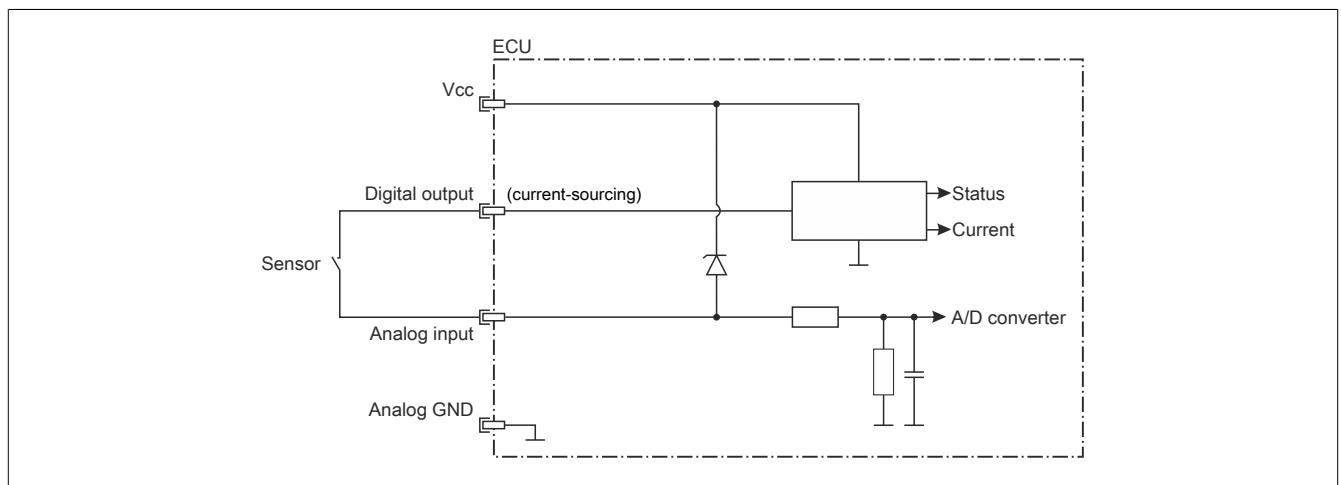 ECU
Vcc
Digital output
(current-sourcing)
Status
Current
Sensor
Analog input
A/D converter
Analog GND